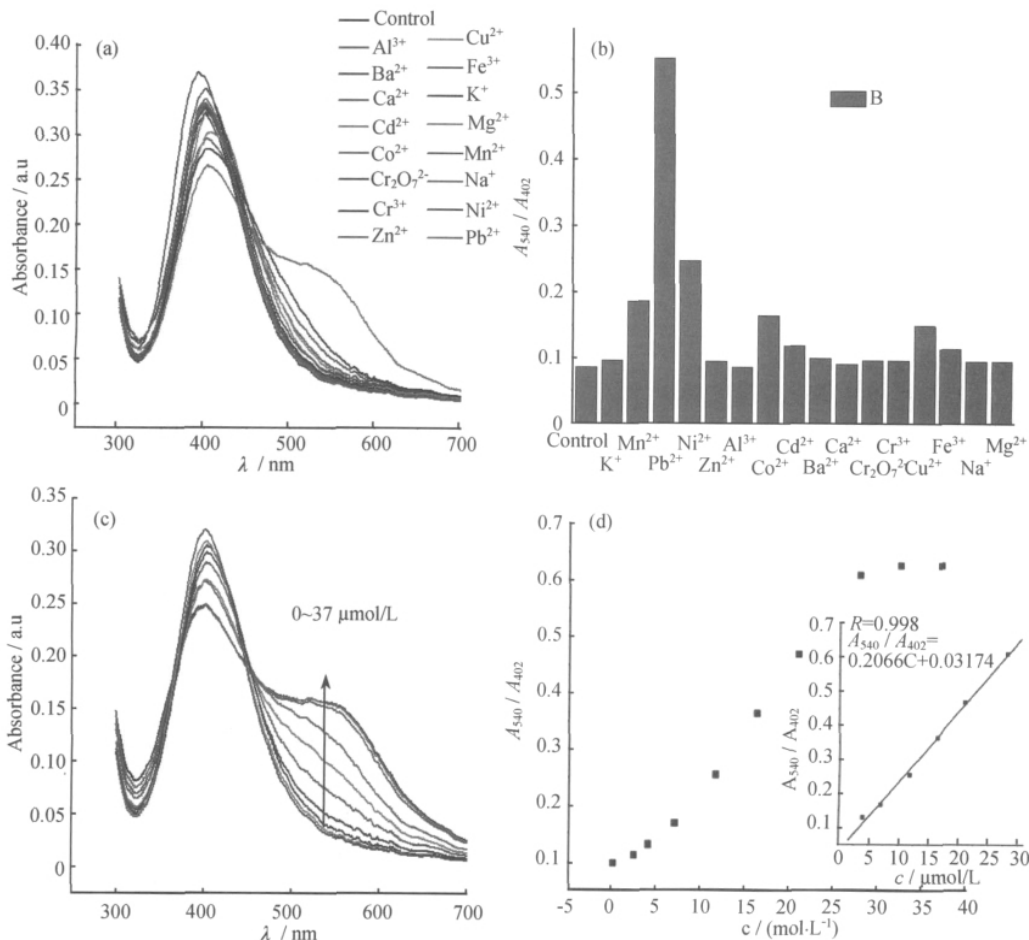 (a)
Control
Al³⁺
Ba²⁺
Ca²⁺
Cd²⁺
Co²⁺
Cr₂O₇²⁻
Cr³⁺
Zn²⁺
Cu²⁺
Fe³⁺
K⁺
Mg²⁺
Mn²⁺
Na⁺
Ni²⁺
Pb²⁺
Absorbance / a.u
0.40
0.35
0.30
0.25
0.20
0.15
0.10
0.05
0
300 400 500 600 700
λ / nm
(b)
B
A₅₄₀ / A₄₀₂
0.5
0.4
0.3
0.2
0.1
0
Control Mn²⁺ Ni²⁺ Al³⁺ Cd²⁺ Ca²⁺ Cr³⁺ Fe³⁺ Mg²⁺
K⁺ Pb²⁺ Zn²⁺ Co²⁺ Ba²⁺ Cr₂O₇²⁻ Cu²⁺ Na⁺
(c)
0~37 μmol/L
Absorbance / a.u
0.35
0.30
0.25
0.20
0.15
0.10
0.05
0
300 400 500 600 700
λ / nm
(d)
A₅₄₀ / A₄₀₂
0.7
0.6
0.5
0.4
0.3
0.2
0.1
-5 0 5 10 15 20 25 30 35 40
c / (mol·L⁻¹)
R=0.998
A₅₄₀ / A₄₀₂=
0.2066C+0.03174
A₅₄₀ / A₄₀₂
0.7
0.6
0.5
0.4
0.3
0.2
0.1
0 5 10 15 20 25 30
c / μmol/L